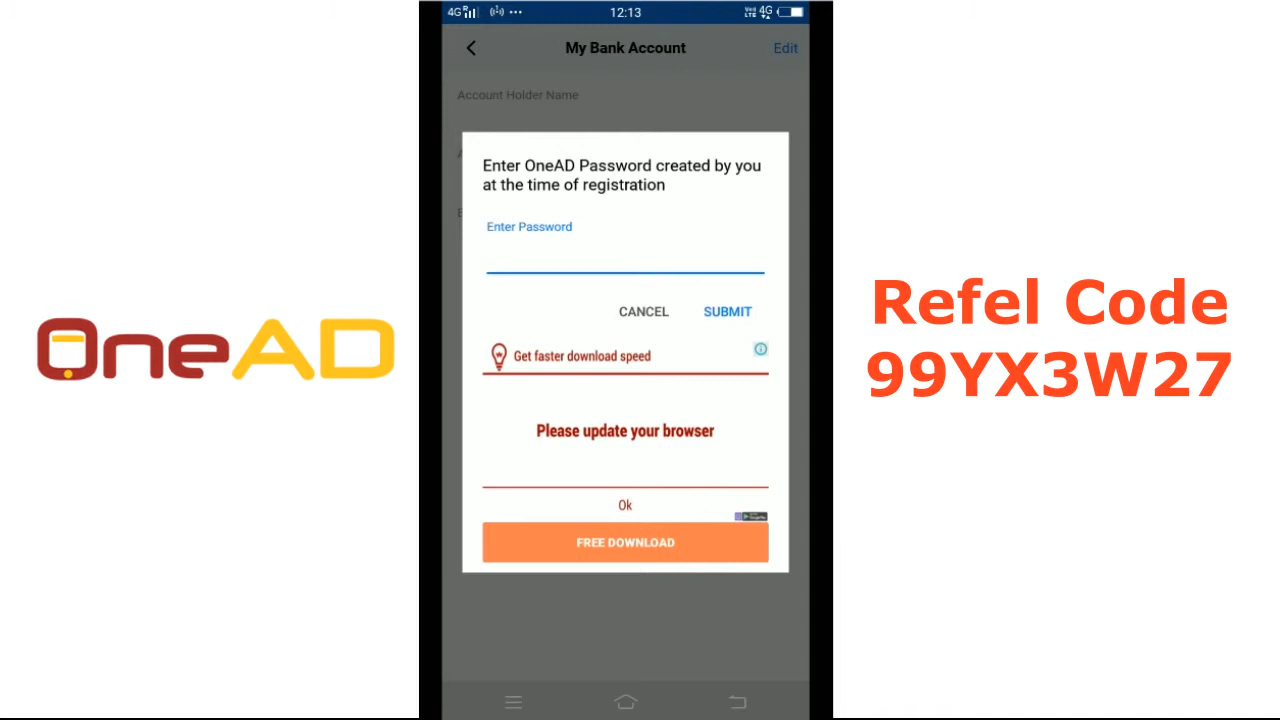 4G R 12:13 VoLTE 4G
My Bank Account Edit
Account Holder Name
Enter OneAD Password created by you
at the time of registration
Enter Password
CANCEL SUBMIT
Get faster download speed
Please update your browser
Ok
FREE DOWNLOAD
OneAD
Refel Code
99YX3W27